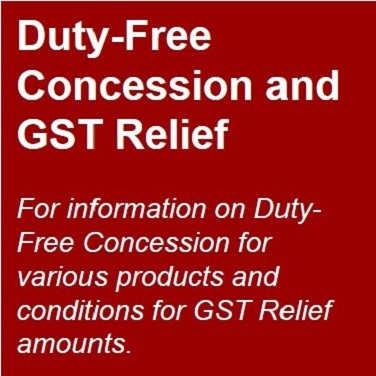 Duty-Free
Concession and
GST Relief
For information on Duty-
Free Concession for
various products and
conditions for GST Relief
amounts.